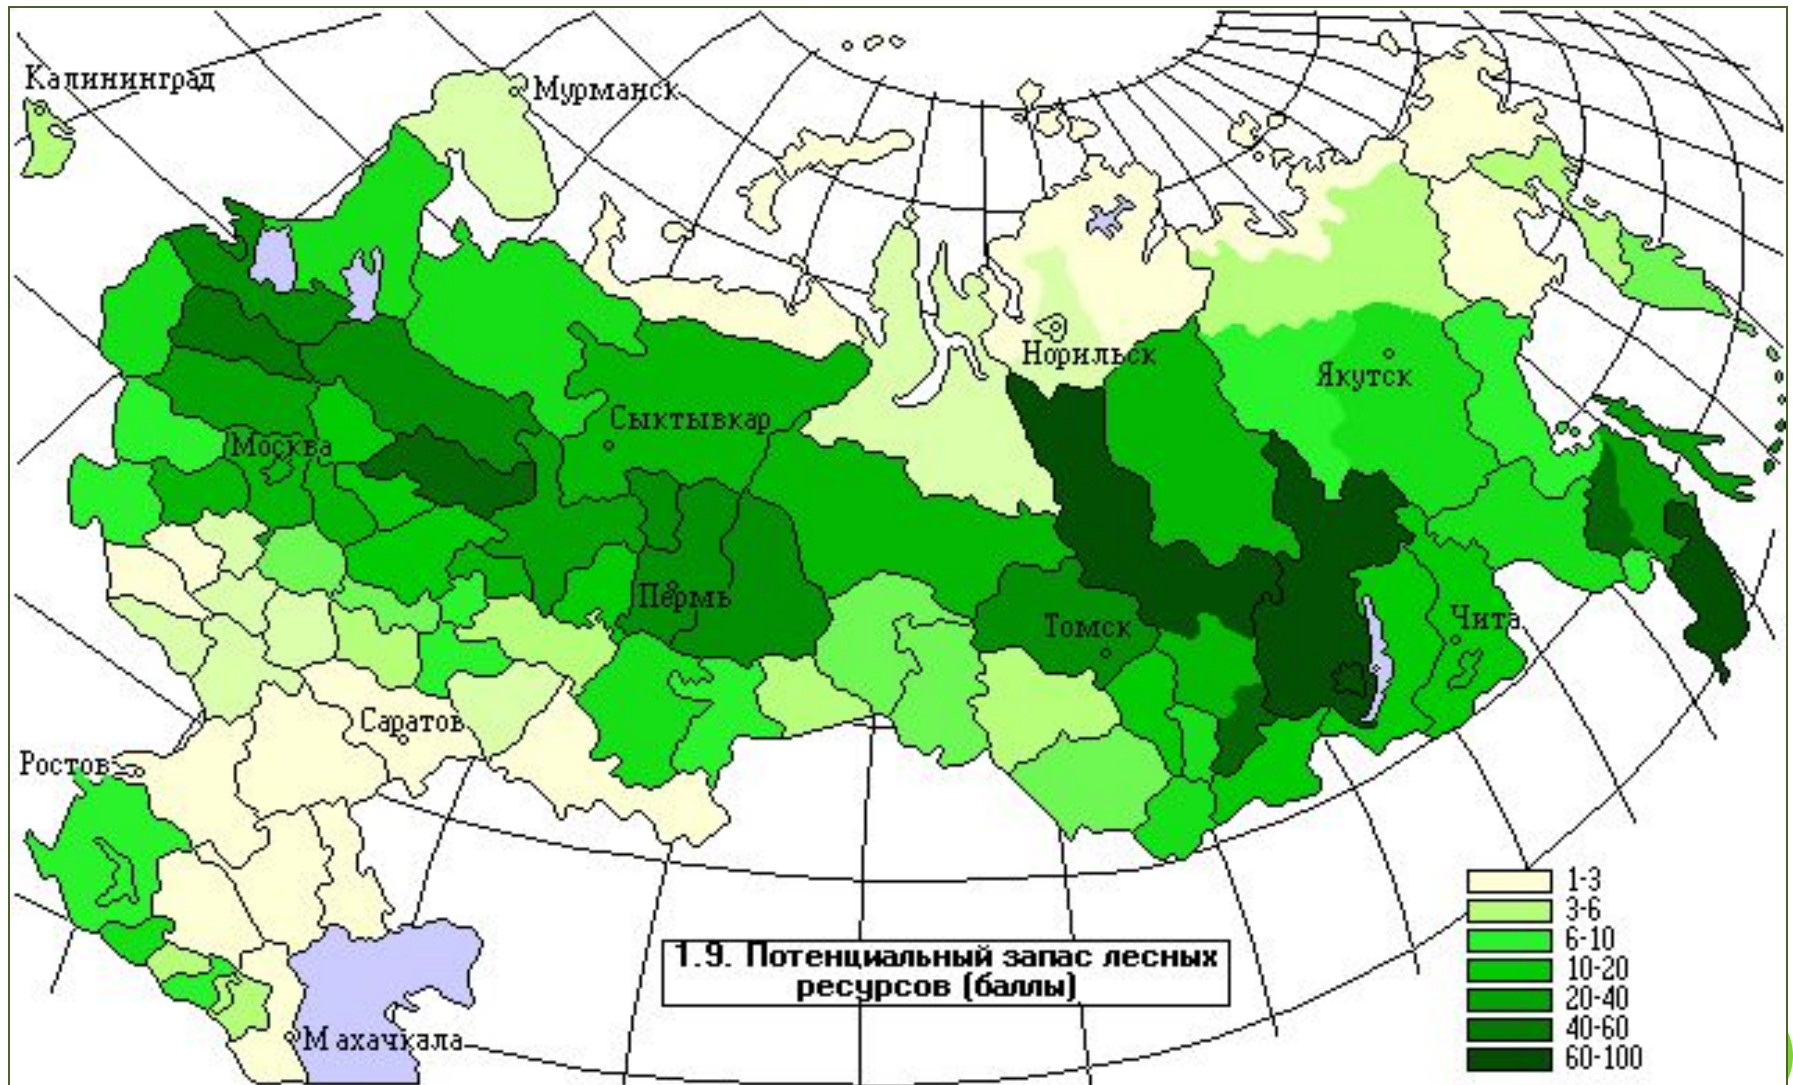 Калининград
Мурманск
Норильск
Якутск
Сыктывкар
Москва
Пермь
Томск
Чита
Саратов
Ростов
Махачкала
1.9. Потенциальный запас лесных
ресурсов (баллы)
1-3
3-6
6-10
10-20
20-40
40-60
60-100